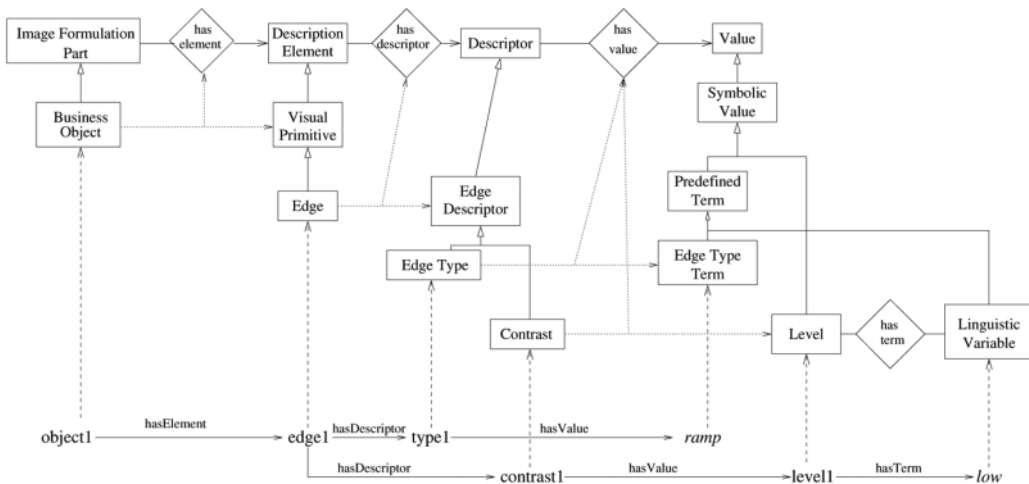 Image Formulation
Part
has
element
Description
Element
has
descriptor
Descriptor
has
value
Value
Business
Object
Visual
Primitive
Symbolic
Value
Edge
Edge
Descriptor
Predefined
Term
Edge Type
Edge Type
Term
Contrast
Level
has
term
Linguistic
Variable
object1
hasElement
edge1
hasDescriptor
type1
hasValue
ramp
hasDescriptor
contrast1
hasValue
level1
hasTerm
low